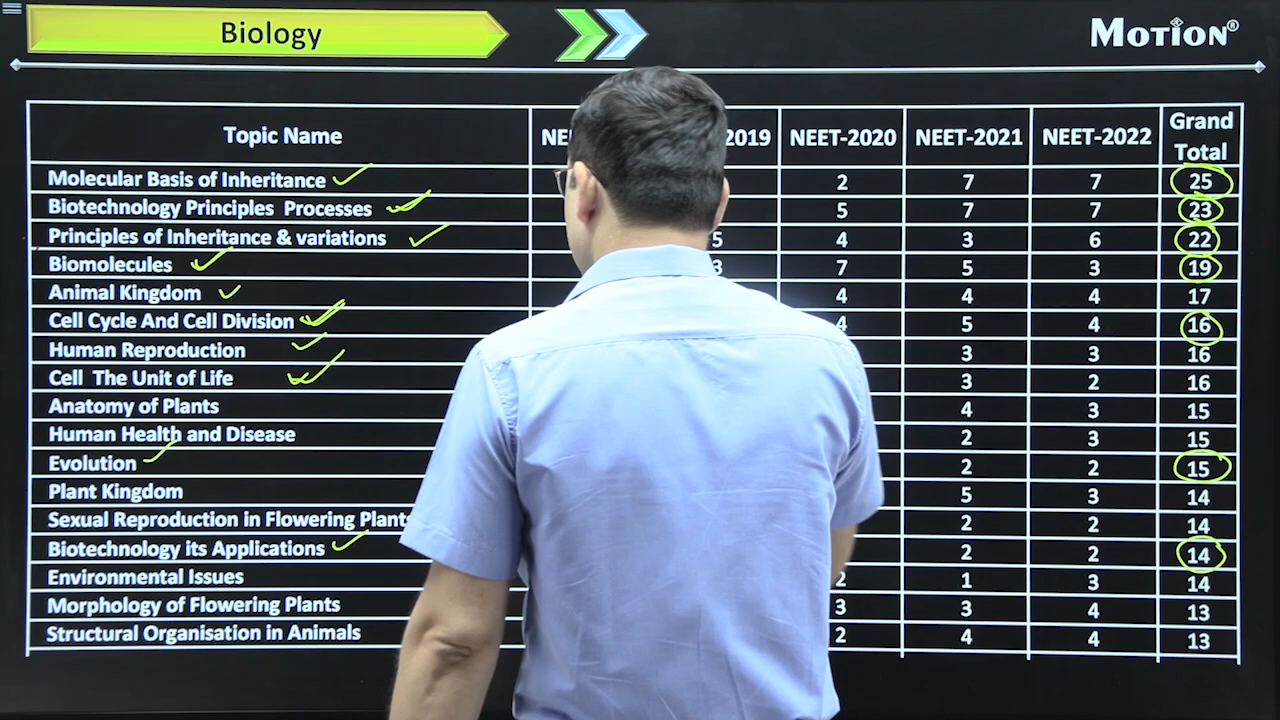 Biology
MOTION®
Topic Name 2019 NEET-2020 NEET-2021 NEET-2022 Grand Total
Molecular Basis of Inheritance 2 7 7 25
Biotechnology Principles Processes 5 7 7 23
Principles of Inheritance & variations 5 4 3 6 22
Biomolecules 3 7 5 3 19
Animal Kingdom 4 4 4 17
Cell Cycle And Cell Division 4 5 4 16
Human Reproduction 3 3 16
Cell The Unit of Life 3 2 16
Anatomy of Plants 4 3 15
Human Health and Disease 2 3 15
Evolution 2 2 15
Plant Kingdom 5 3 14
Sexual Reproduction in Flowering Plants 2 2 14
Biotechnology its Applications 2 2 14
Environmental Issues 2 1 3 14
Morphology of Flowering Plants 3 3 4 13
Structural Organisation in Animals 2 4 4 13